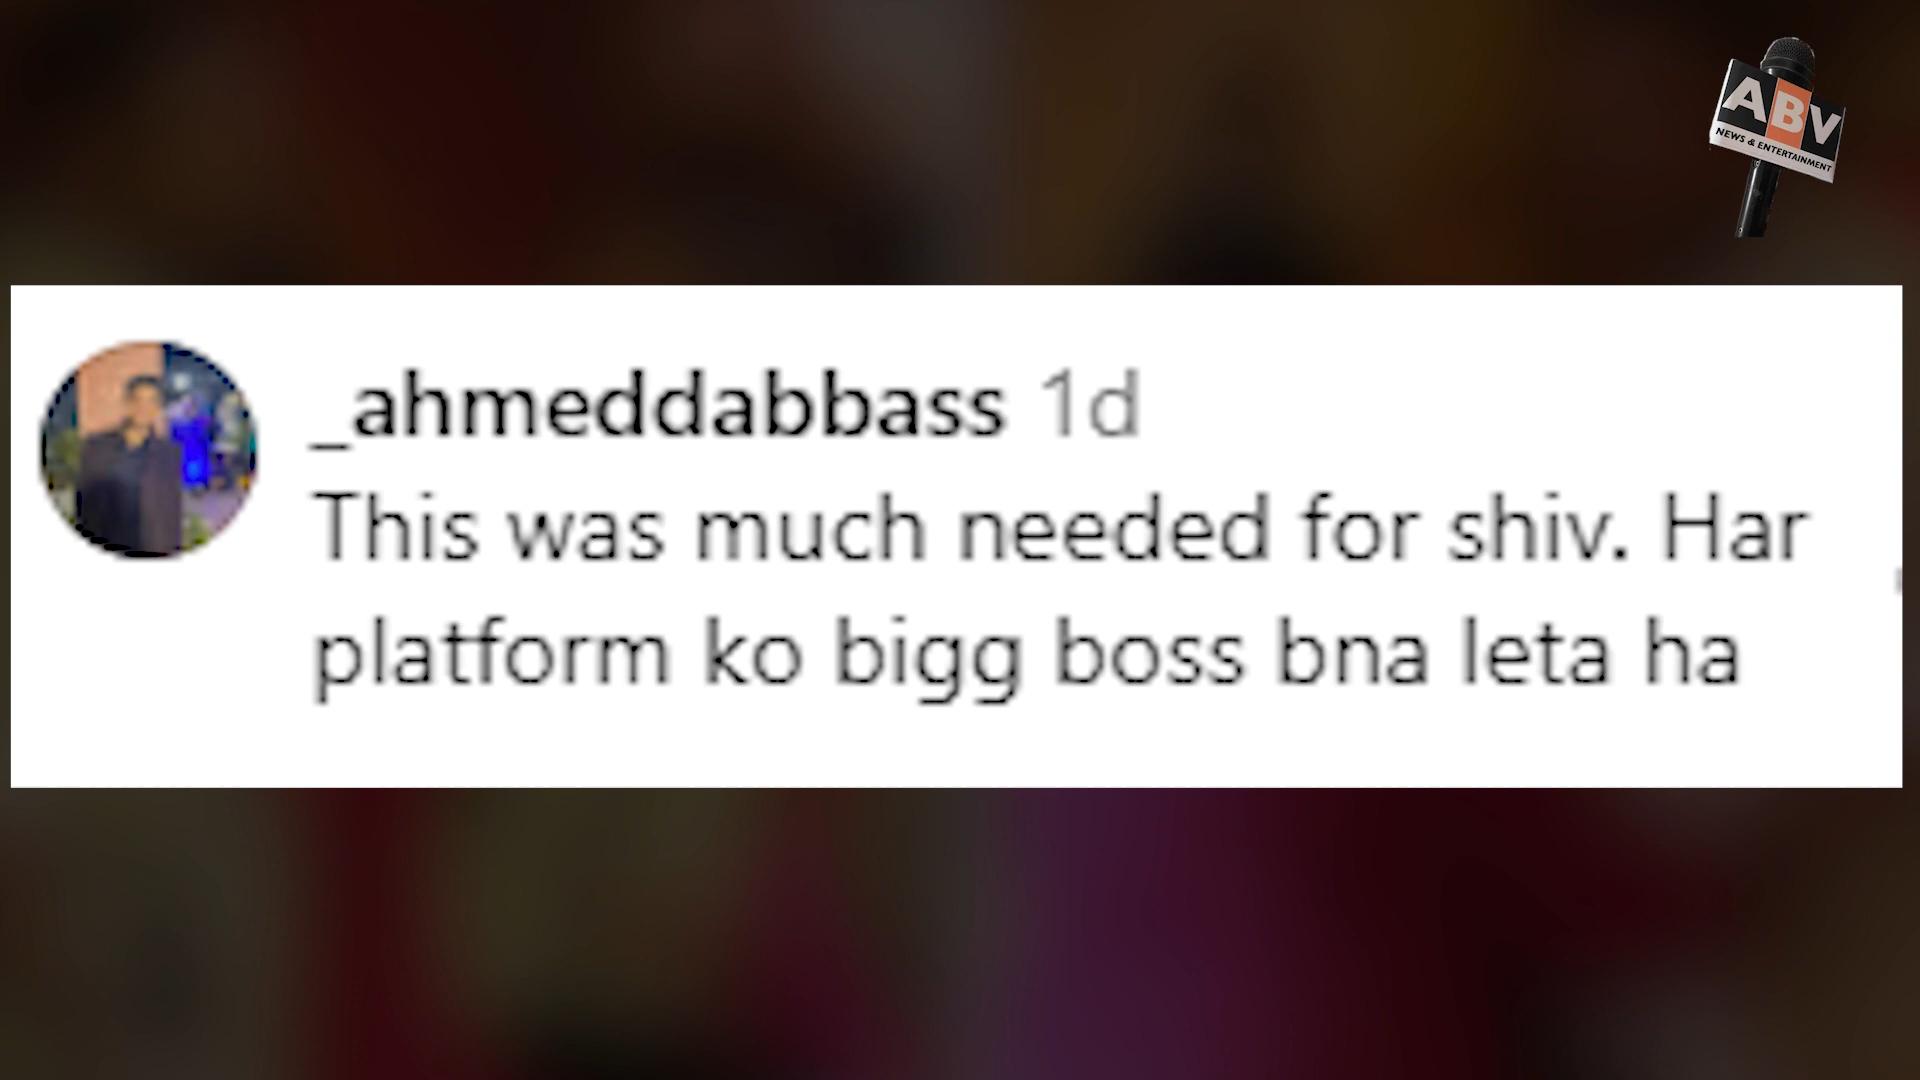 ABV
NEWS & ENTERTAINMENT
_ahmeddabbass 1d
This was much needed for shiv. Har
platform ko bigg boss bna leta ha